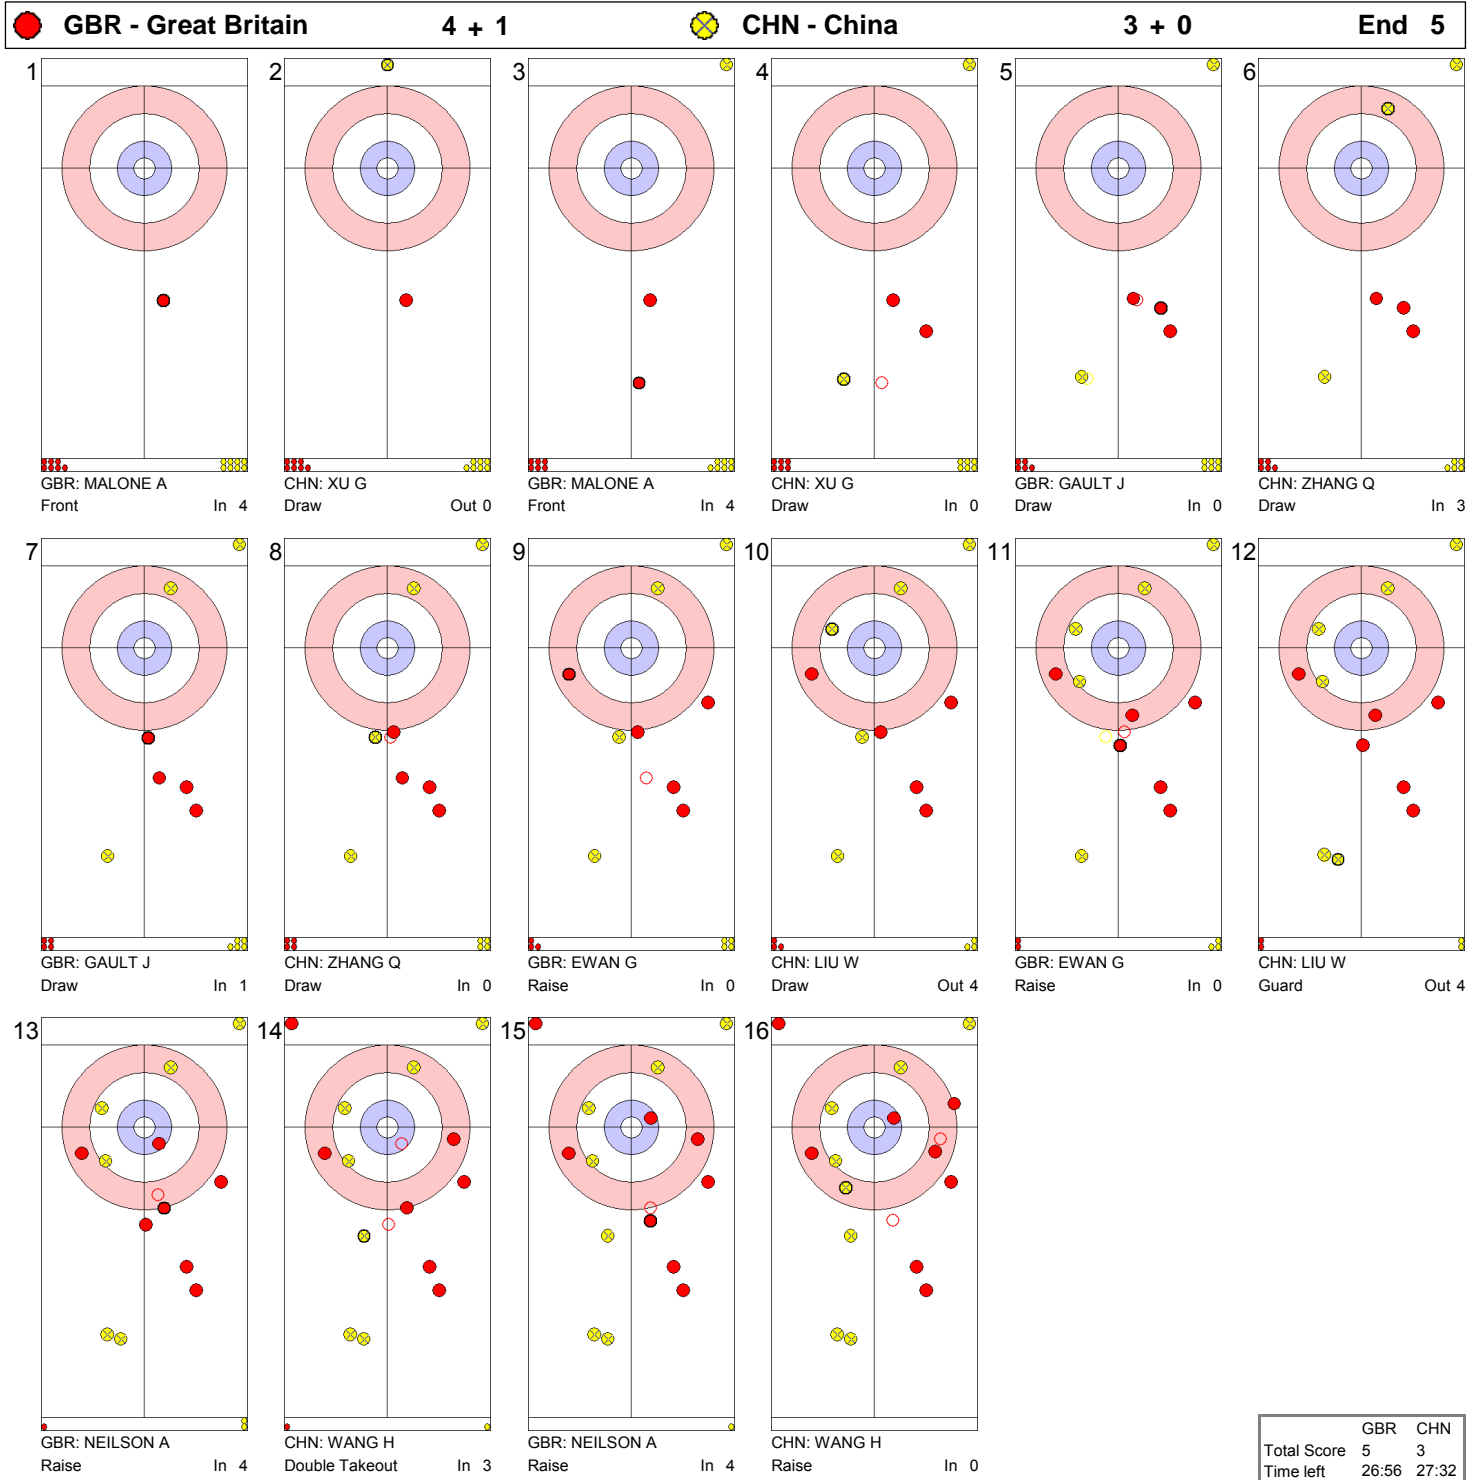 GBR - Great Britain 4 + 1 CHN - China 3 + 0 End 5
1 2 3 4 5 6
GBR: MALONE A CHN: XU G GBR: MALONE A CHN: XU G GBR: GAULT J CHN: ZHANG Q
Front In 4 Draw Out 0 Front In 4 Draw In 0 Draw In 0 Draw In 3
7 8 9 10 11 12
GBR: GAULT J CHN: ZHANG Q GBR: EWAN G CHN: LIU W GBR: EWAN G CHN: LIU W
Draw In 1 Draw In 0 Raise In 0 Draw Out 4 Raise In 0 Guard Out 4
13 14 15 16
GBR: NEILSON A CHN: WANG H GBR: NEILSON A CHN: WANG H
Raise In 4 Double Takeout In 3 Raise In 4 Raise In 0
GBR CHN
Total Score 5 3
Time left 26:56 27:32